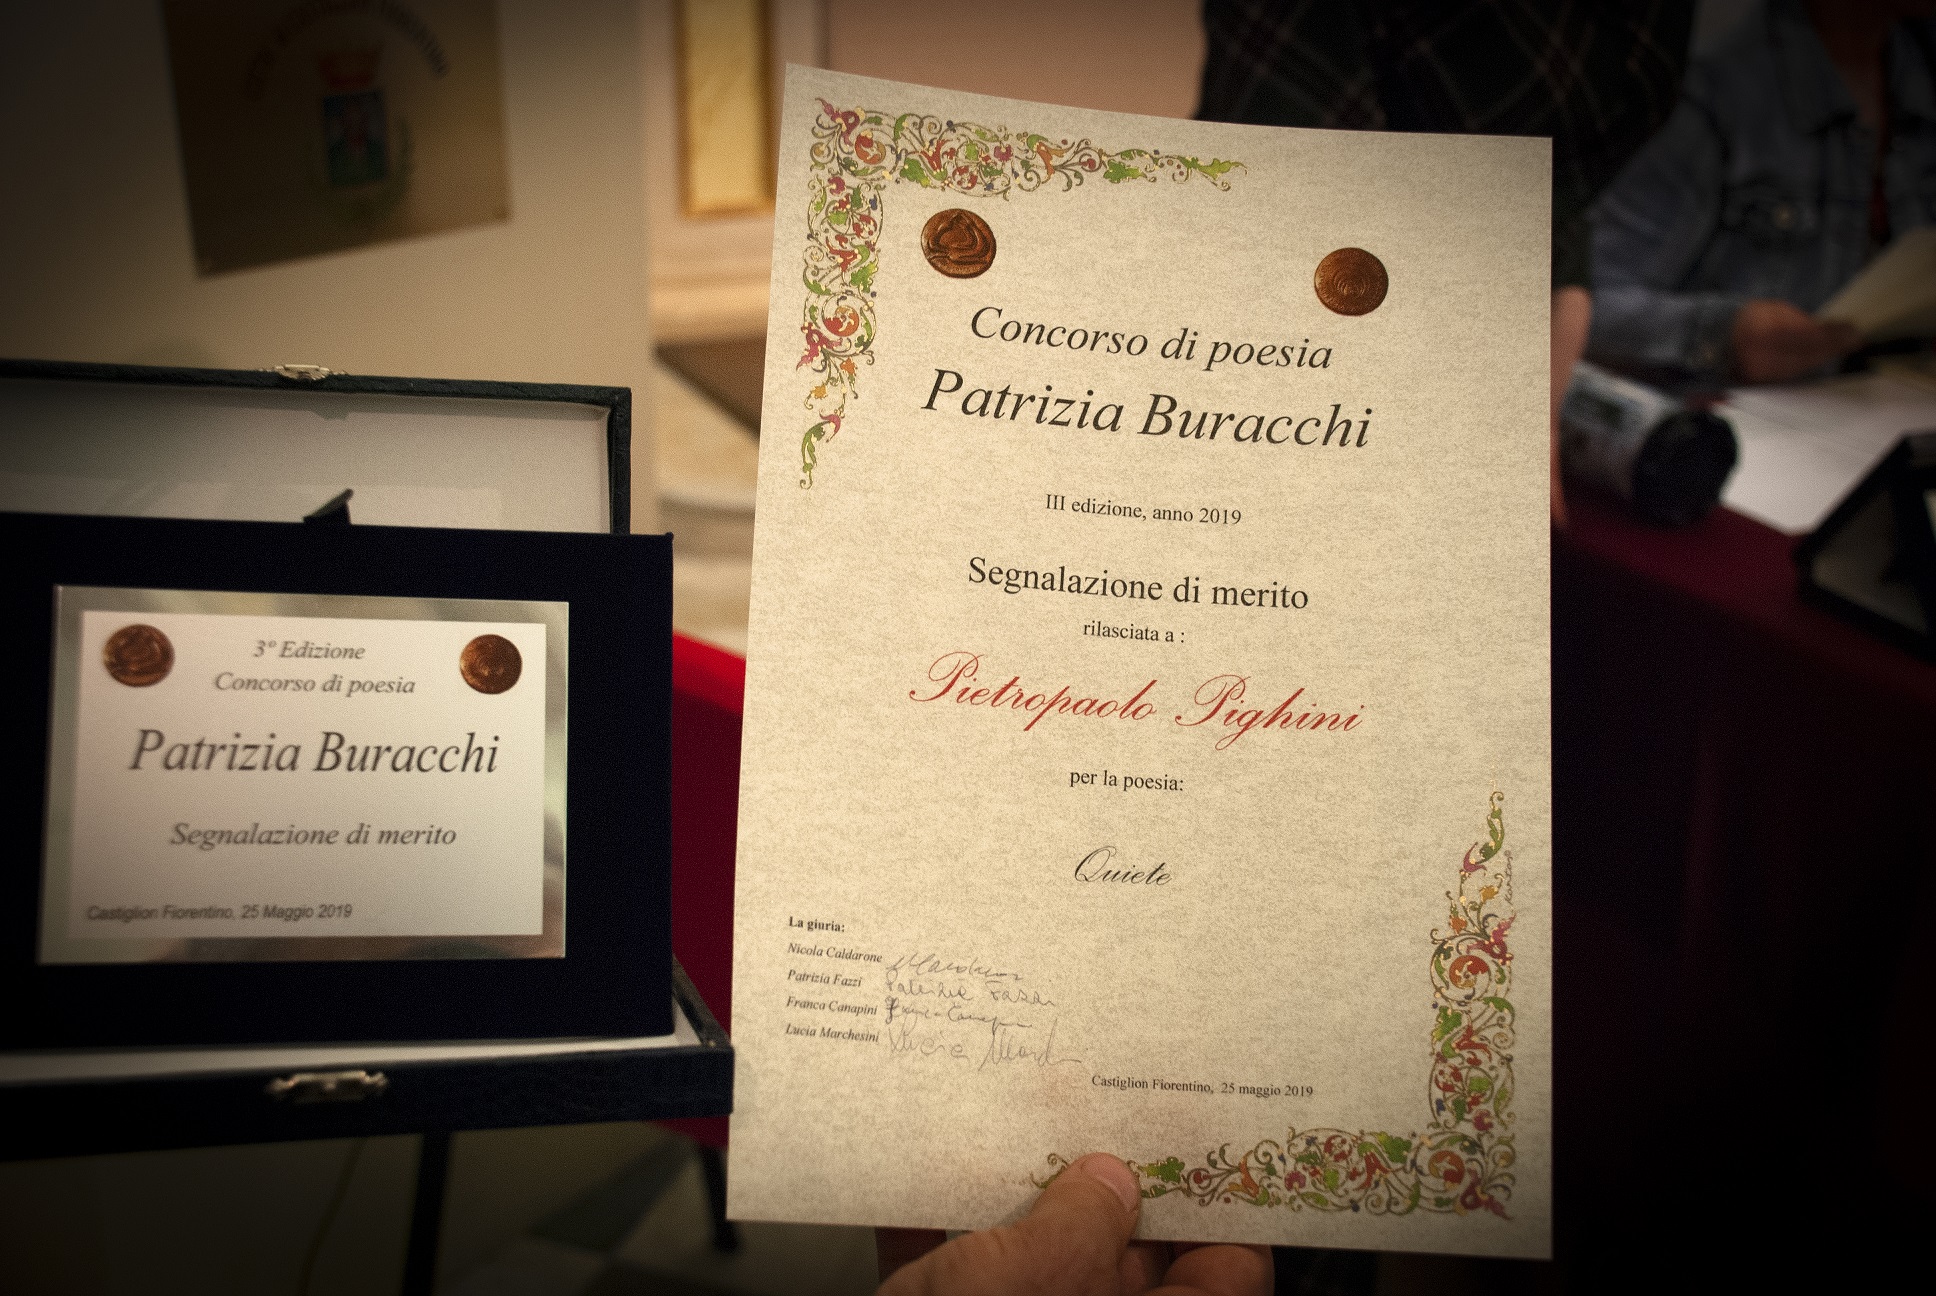 3° Edizione
Concorso di poesia
Patrizia Buracchi
Segnalazione di merito
Castiglion Fiorentino, 25 Maggio 2019
Concorso di poesia
Patrizia Buracchi
III edizione, anno 2019
Segnalazione di merito
rilasciata a :
Pietropaolo Pighini
per la poesia:
Quiete
La giuria:
Nicola Caldarone
Patrizia Fazzi Patrizia Fazzi
Franca Canapini
Lucia Marchesini
Castiglion Fiorentino, 25 maggio 2019